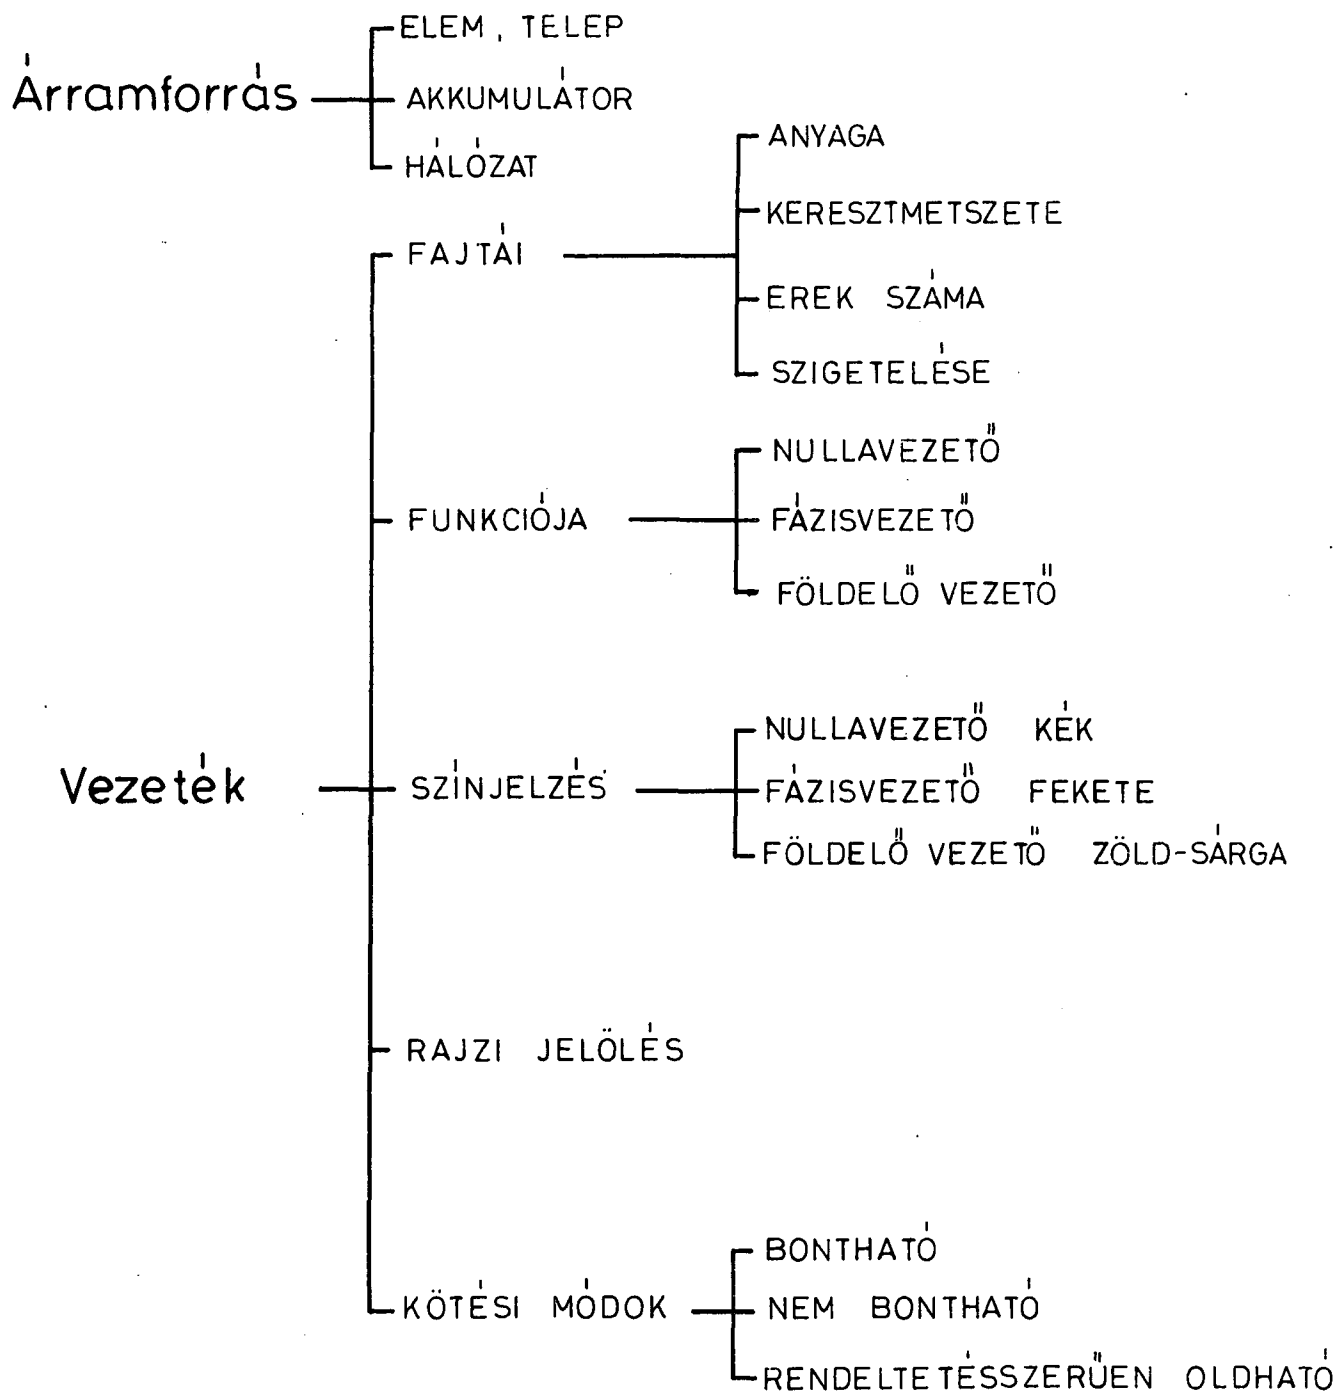 ELEM, TELEP
Árramforrás
AKKUMULÁTOR
HÁLÓZAT
ANYAGA
KERESZTMETSZETE
FAJTÁI
EREK SZÁMA
SZIGETELÉSE
NULLAVEZETŐ
FUNKCIÓJA
FÁZISVEZETŐ
FÖLDELŐ VEZETŐ
NULLAVEZETŐ KÉK
Vezeték
SZÍNJELZÉS
FÁZISVEZETŐ FEKETE
FÖLDELŐ VEZETŐ ZÖLD-SÁRGA
RAJZI JELÖLÉS
BONTHATÓ
KÖTÉSI MÓDOK
NEM BONTHATÓ
RENDELTETÉSSZERŰEN OLDHATÓ